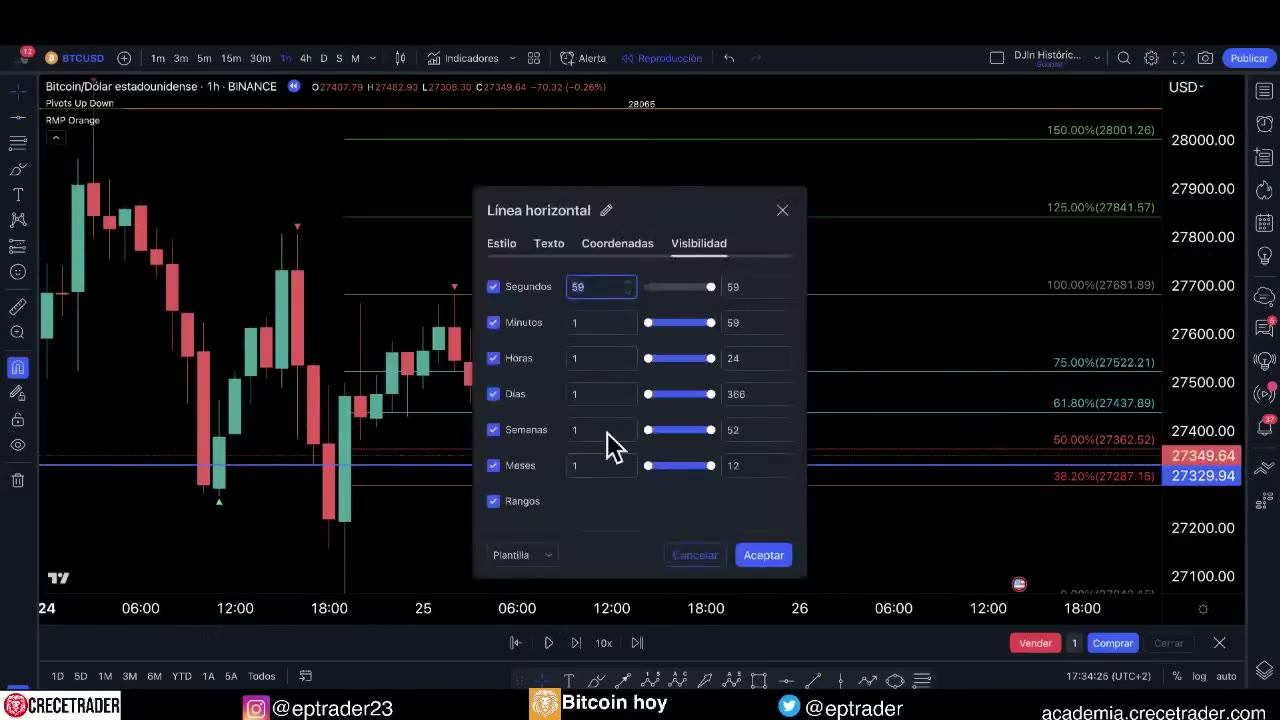 12
BTCUSD
1m 3m 5m 15m 30m 1h 4h D S M
Indicadores
Alerta
Reproducción
DJIn Históric...
Guardar
Publicar
Bitcoin/Dólar estadounidense · 1h · BINANCE
O27407.79 H27482.93 L27308.30 C27349.64 -70.32 (-0.26%)
USD
Pivots Up Down
28065
RMP Orange
150.00%(28001.26)
28000.00
27900.00
125.00%(27841.57)
27800.00
100.00%(27681.89)
27700.00
27600.00
75.00%(27522.21)
27500.00
61.80%(27437.89)
50.00%(27362.52)
27400.00
27349.64
38.20%(27287.15)
27329.94
27200.00
27100.00
Línea horizontal
Estilo Texto Coordenadas Visibilidad
Segundos 59 59
Minutos 1 59
Horas 1 24
Días 1 366
Semanas 1 52
Meses 1 12
Rangos
Plantilla
Cancelar
Aceptar
24 06:00 12:00 18:00 25 06:00 12:00 18:00 26 06:00 12:00 18:00
10x
Vender 1 Comprar Cerrar
1D 5D 1M 3M 6M YTD 1A 5A Todos
17:34:25 (UTC+2) % log auto
37
CRECETRADER
@eptrader23
Bitcoin hoy
@eptrader
academia.crecetrader.com